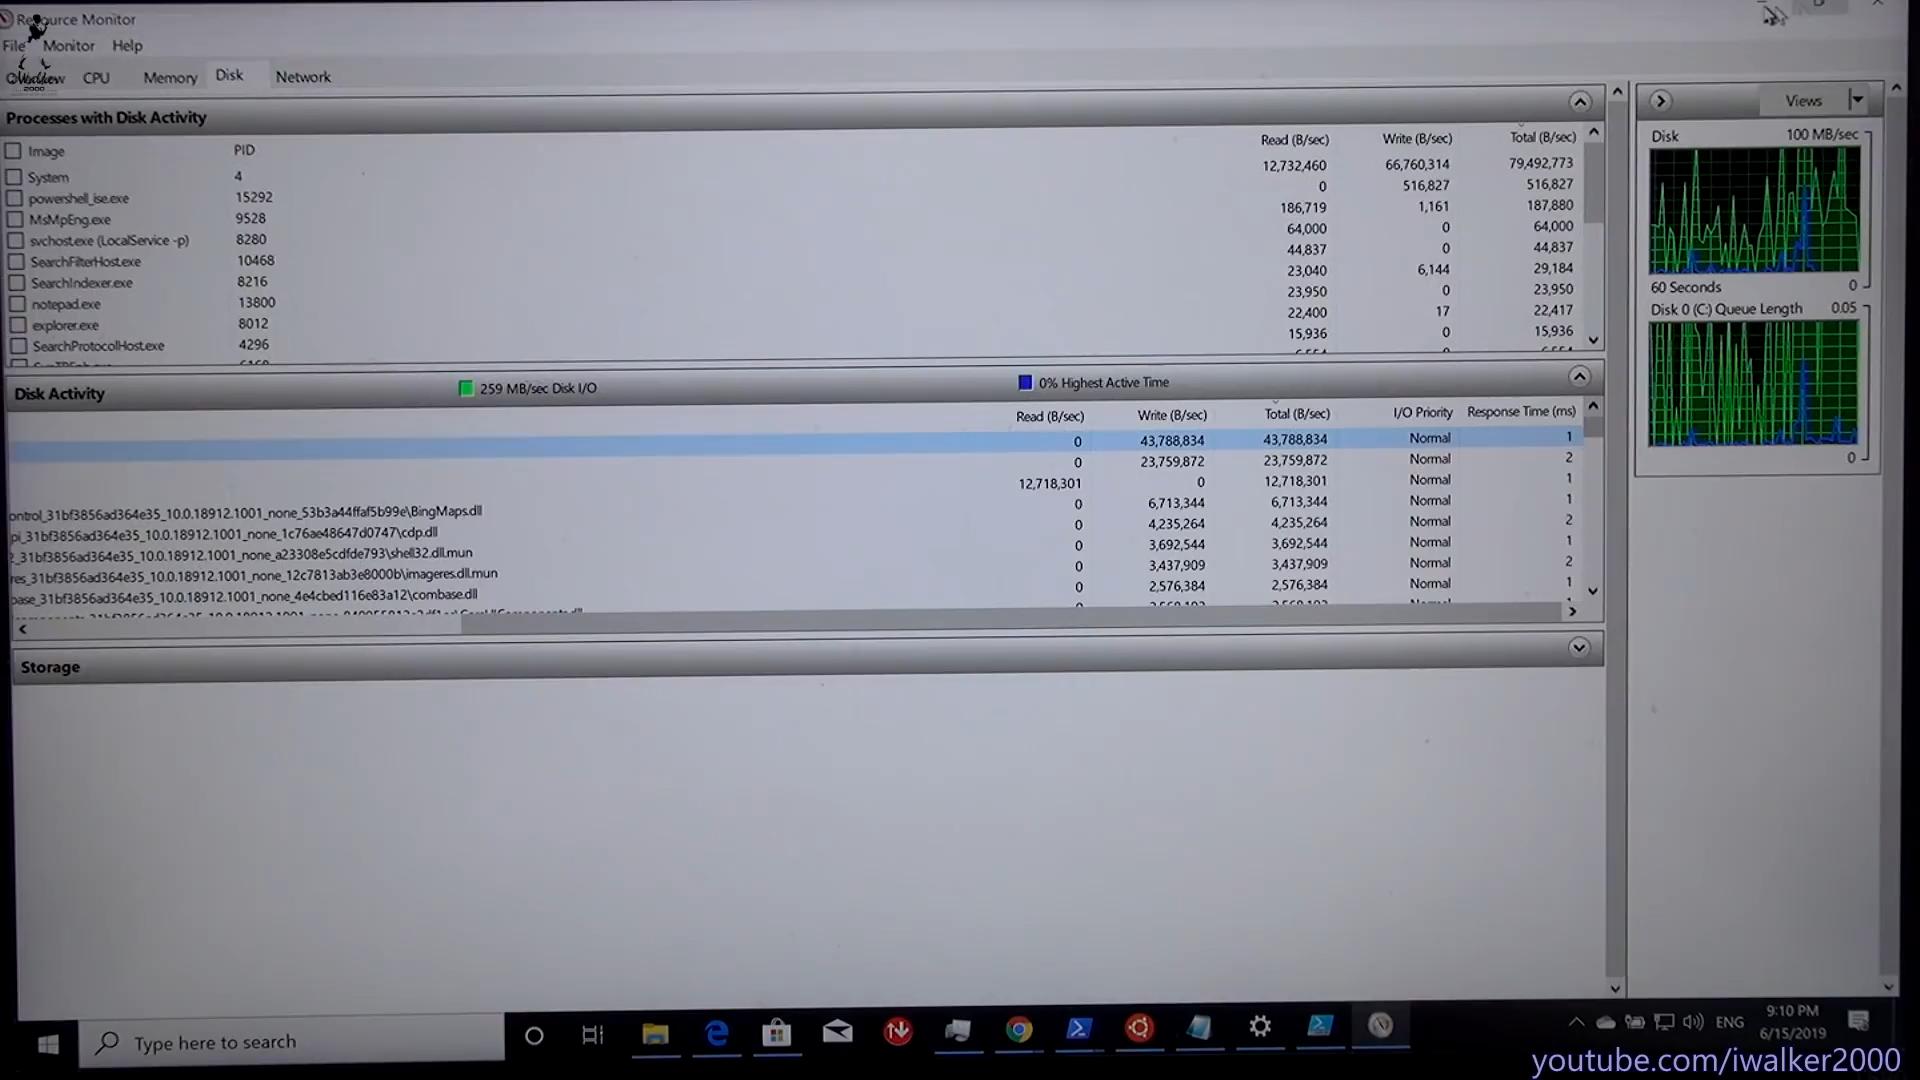 Resource Monitor
File Monitor Help
CPU Memory Disk Network
2000
Processes with Disk Activity
Image PID Read (B/sec) Write (B/sec) Total (B/sec)
System 4 12,732,460 66,760,314 79,492,773
powershell_ise.exe 15292 0 516,827 516,827
MsMpEng.exe 9528 186,719 1,161 187,880
svchost.exe (LocalService -p) 8280 64,000 0 64,000
SearchFilterHost.exe 10468 44,837 0 44,837
SearchIndexer.exe 8216 23,040 6,144 29,184
notepad.exe 13800 23,950 0 23,950
explorer.exe 8012 22,400 17 22,417
SearchProtocolHost.exe 4296 15,936 0 15,936
Disk Activity 259 MB/sec Disk I/O 0% Highest Active Time
Read (B/sec) Write (B/sec) Total (B/sec) I/O Priority Response Time (ms)
0 43,788,834 43,788,834 Normal 1
0 23,759,872 23,759,872 Normal 2
12,718,301 0 12,718,301 Normal 1
ontrol_31bf3856ad364e35_10.0.18912.1001_none_53b3a44ffaf5b99e\BingMaps.dll 0 6,713,344 6,713,344 Normal 1
pi_31bf3856ad364e35_10.0.18912.1001_none_1c76ae48647d0747\cdp.dll 0 4,235,264 4,235,264 Normal 2
_31bf3856ad364e35_10.0.18912.1001_none_a23308e5cdfde793\shell32.dll.mun 0 3,692,544 3,692,544 Normal 1
res_31bf3856ad364e35_10.0.18912.1001_none_12c7813ab3e8000b\imageres.dll.mun 0 3,437,909 3,437,909 Normal 2
base_31bf3856ad364e35_10.0.18912.1001_none_4e4cbed116e83a12\combase.dll 0 2,576,384 2,576,384 Normal 1
Storage
Views
Disk 100 MB/sec
60 Seconds 0
Disk 0 (C:) Queue Length 0.05
0
Type here to search
ENG
9:10 PM
6/15/2019
youtube.com/iwalker2000